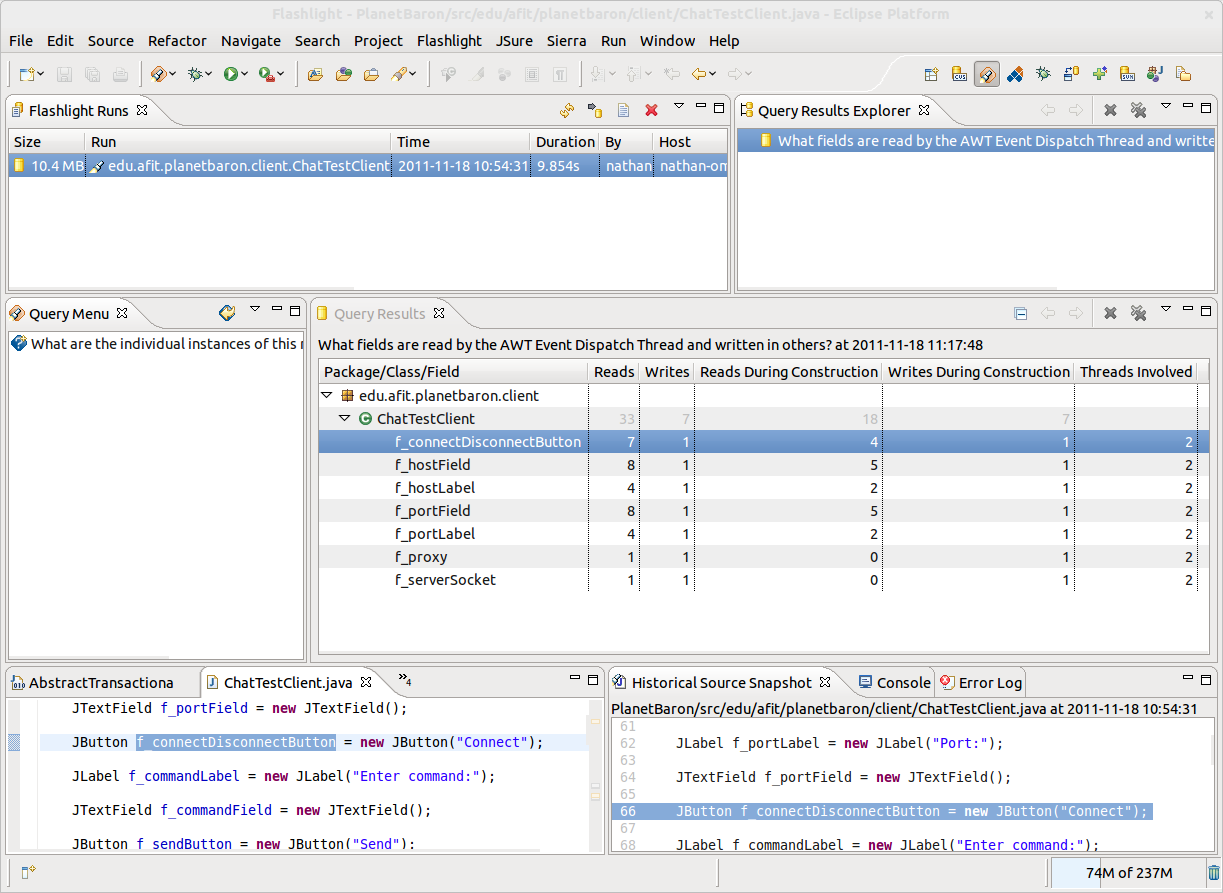 Flashlight - PlanetBaron/src/edu/afit/planetbaron/client/ChatTestClient.java - Eclipse Platform
File Edit Source Refactor Navigate Search Project Flashlight JSure Sierra Run Window Help
Flashlight Runs
Size Run Time Duration By Host
10.4 MB edu.afit.planetbaron.client.ChatTestClient 2011-11-18 10:54:31 9.854s nathan nathan-om
Query Results Explorer
What fields are read by the AWT Event Dispatch Thread and writte
Query Menu
What are the individual instances of this
Query Results
What fields are read by the AWT Event Dispatch Thread and written in others? at 2011-11-18 11:17:48
Package/Class/Field Reads Writes Reads During Construction Writes During Construction Threads Involved
edu.afit.planetbaron.client
ChatTestClient 33 7 18 7
f_connectDisconnectButton 7 1 4 1 2
f_hostField 8 1 5 1 2
f_hostLabel 4 1 2 1 2
f_portField 8 1 5 1 2
f_portLabel 4 1 2 1 2
f_proxy 1 1 0 1 2
f_serverSocket 1 1 0 1 2
AbstractTransactiona ChatTestClient.java »4
JTextField f_portField = new JTextField();
JButton f_connectDisconnectButton = new JButton("Connect");
JLabel f_commandLabel = new JLabel("Enter command:");
JTextField f_commandField = new JTextField();
JButton f_sendButton = new JButton("Send");
Historical Source Snapshot Console Error Log
PlanetBaron/src/edu/afit/planetbaron/client/ChatTestClient.java at 2011-11-18 10:54:31
61
62 JLabel f_portLabel = new JLabel("Port:");
63
64 JTextField f_portField = new JTextField();
65
66 JButton f_connectDisconnectButton = new JButton("Connect");
67
68 JLabel f_commandLabel = new JLabel("Enter command:");
74M of 237M